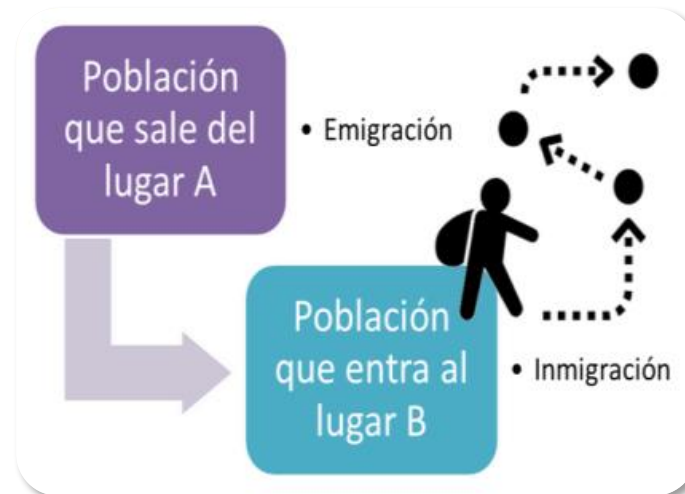 Población
que sale del
lugar A
• Emigración
Población
que entra al
lugar B
• Inmigración